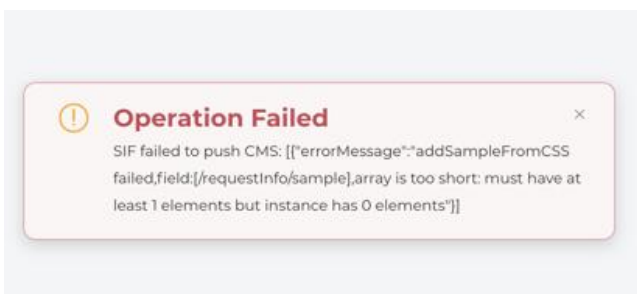 Operation Failed
SIF failed to push CMS: [{"errorMessage":"addSampleFromCSS
failed,field:[/requestInfo/sample],array is too short: must have at
least 1 elements but instance has 0 elements"}]